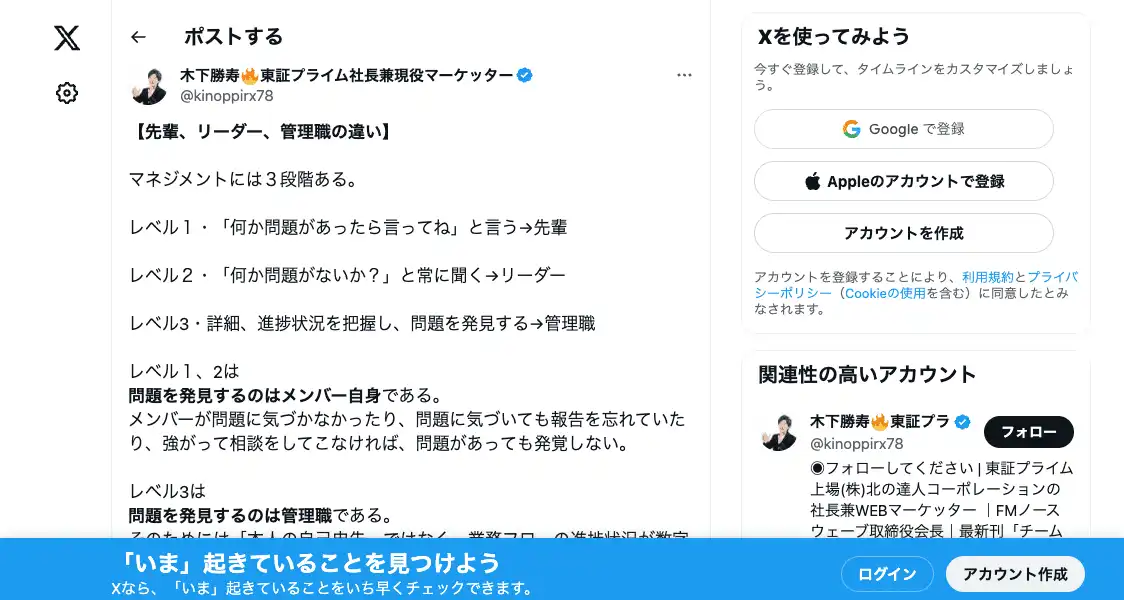 ポストする
木下勝寿🔥東証プライム社長兼現役マーケッター
@kinoppirx78
【先輩、リーダー、管理職の違い】
マネジメントには３段階ある。
レベル１・「何か問題があったら言ってね」と言う→先輩
レベル２・「何か問題がないか？」と常に聞く→リーダー
レベル3・詳細、進捗状況を把握し、問題を発見する→管理職
レベル１、2は
問題を発見するのはメンバー自身である。
メンバーが問題に気づかなかったり、問題に気づいても報告を忘れていた
り、強がって相談をしてこなければ、問題があっても発覚しない。
レベル3は
問題を発見するのは管理職である。
Xを使ってみよう
今すぐ登録して、タイムラインをカスタマイズしましょ
う。
Google で登録
Appleのアカウントで登録
アカウントを作成
アカウントを登録することにより、利用規約とプライバ
シーポリシー（Cookieの使用を含む）に同意したとみ
なされます。
関連性の高いアカウント
木下勝寿🔥東証プラ
@kinoppirx78
フォロー
◉フォローしてください | 東証プライム
上場(株)北の達人コーポレーションの
社長兼WEBマーケッター ｜FMノース
ウェーブ取締役会長｜最新刊「チーム
「いま」起きていることを見つけよう
Xなら、「いま」起きていることをいち早くチェックできます。
ログイン
アカウント作成